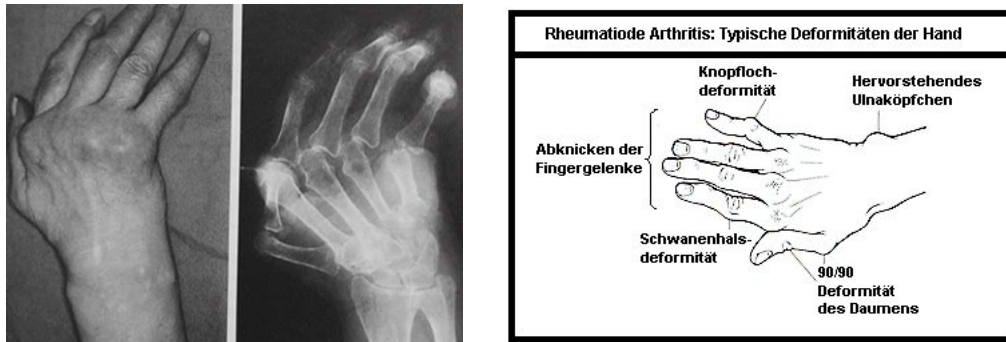 Rheumatiode Arthritis: Typische Deformitäten der Hand
Knopfloch-
deformität
Hervorstehendes
Ulnaköpfchen
Abknicken der
Fingergelenke
Schwanenhals-
deformität
90/90
Deformität
des Daumens